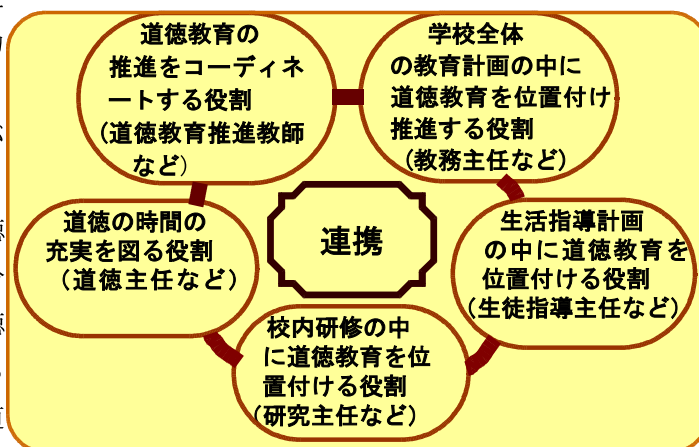 道徳教育の
推進をコーディネ
ートする役割
(道徳教育推進教師
など)
学校全体
の教育計画の中に
道徳教育を位置付け
推進する役割
(教務主任など)
道徳の時間の
充実を図る役割
(道徳主任など)
連携
生活指導計画
の中に道徳教育を
位置付ける役割
(生徒指導主任など)
校内研修の中
に道徳教育を位
置付ける役割
(研究主任など)